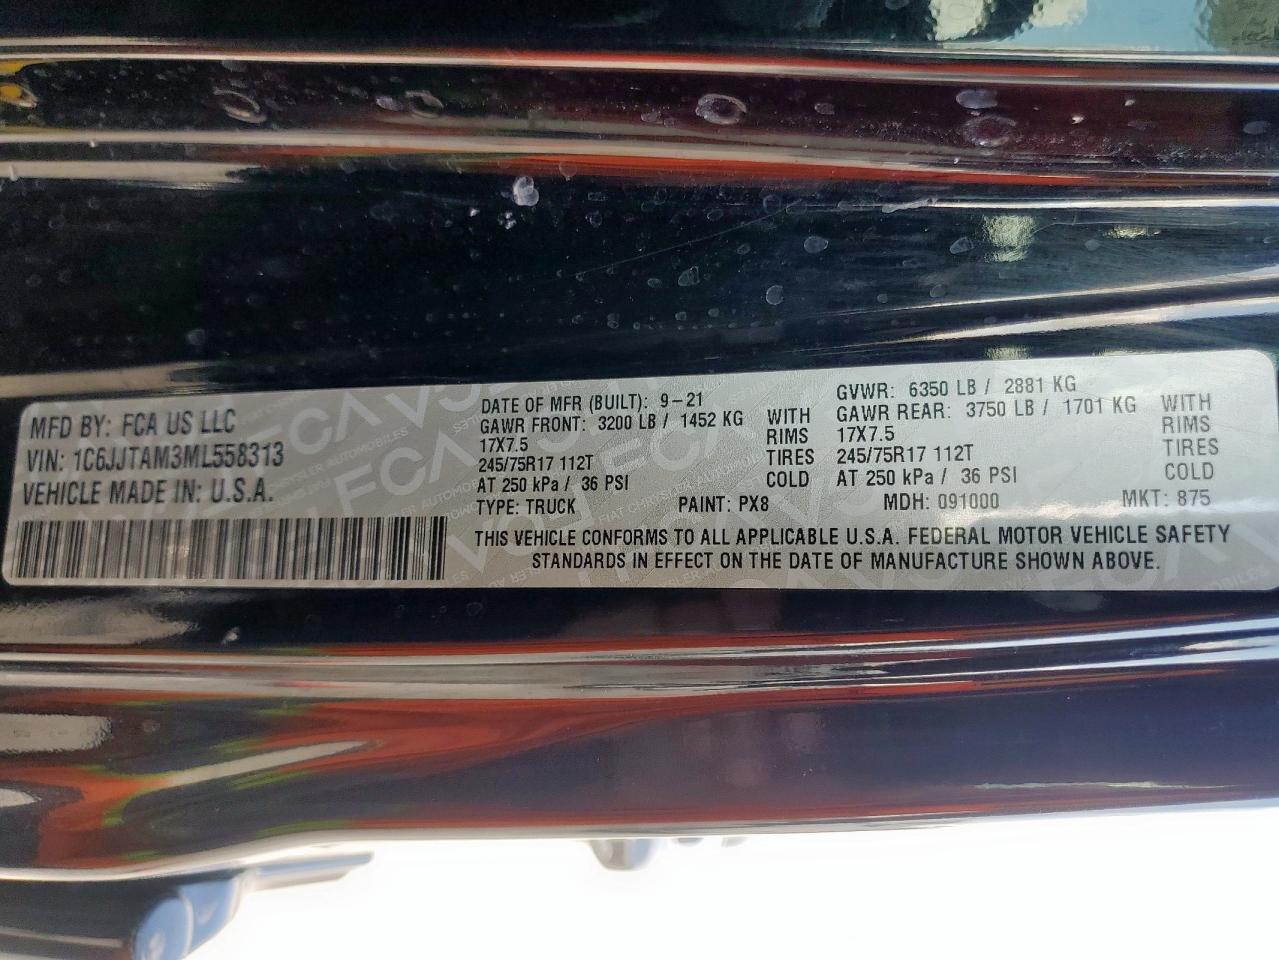 MFD BY: FCA US LLC
VIN: 1C6JJTAM3ML558313
VEHICLE MADE IN: U.S.A.
DATE OF MFR (BUILT): 9-21
GAWR FRONT: 3200 LB / 1452 KG WITH
17X7.5 RIMS
245/75R17 112T TIRES
AT 250 kPa / 36 PSI COLD
TYPE: TRUCK PAINT: PX8
GVWR: 6350 LB / 2881 KG
GAWR REAR: 3750 LB / 1701 KG WITH
17X7.5 RIMS
245/75R17 112T TIRES
AT 250 kPa / 36 PSI COLD
MDH: 091000 MKT: 875
THIS VEHICLE CONFORMS TO ALL APPLICABLE U.S.A. FEDERAL MOTOR VEHICLE SAFETY
STANDARDS IN EFFECT ON THE DATE OF MANUFACTURE SHOWN ABOVE.